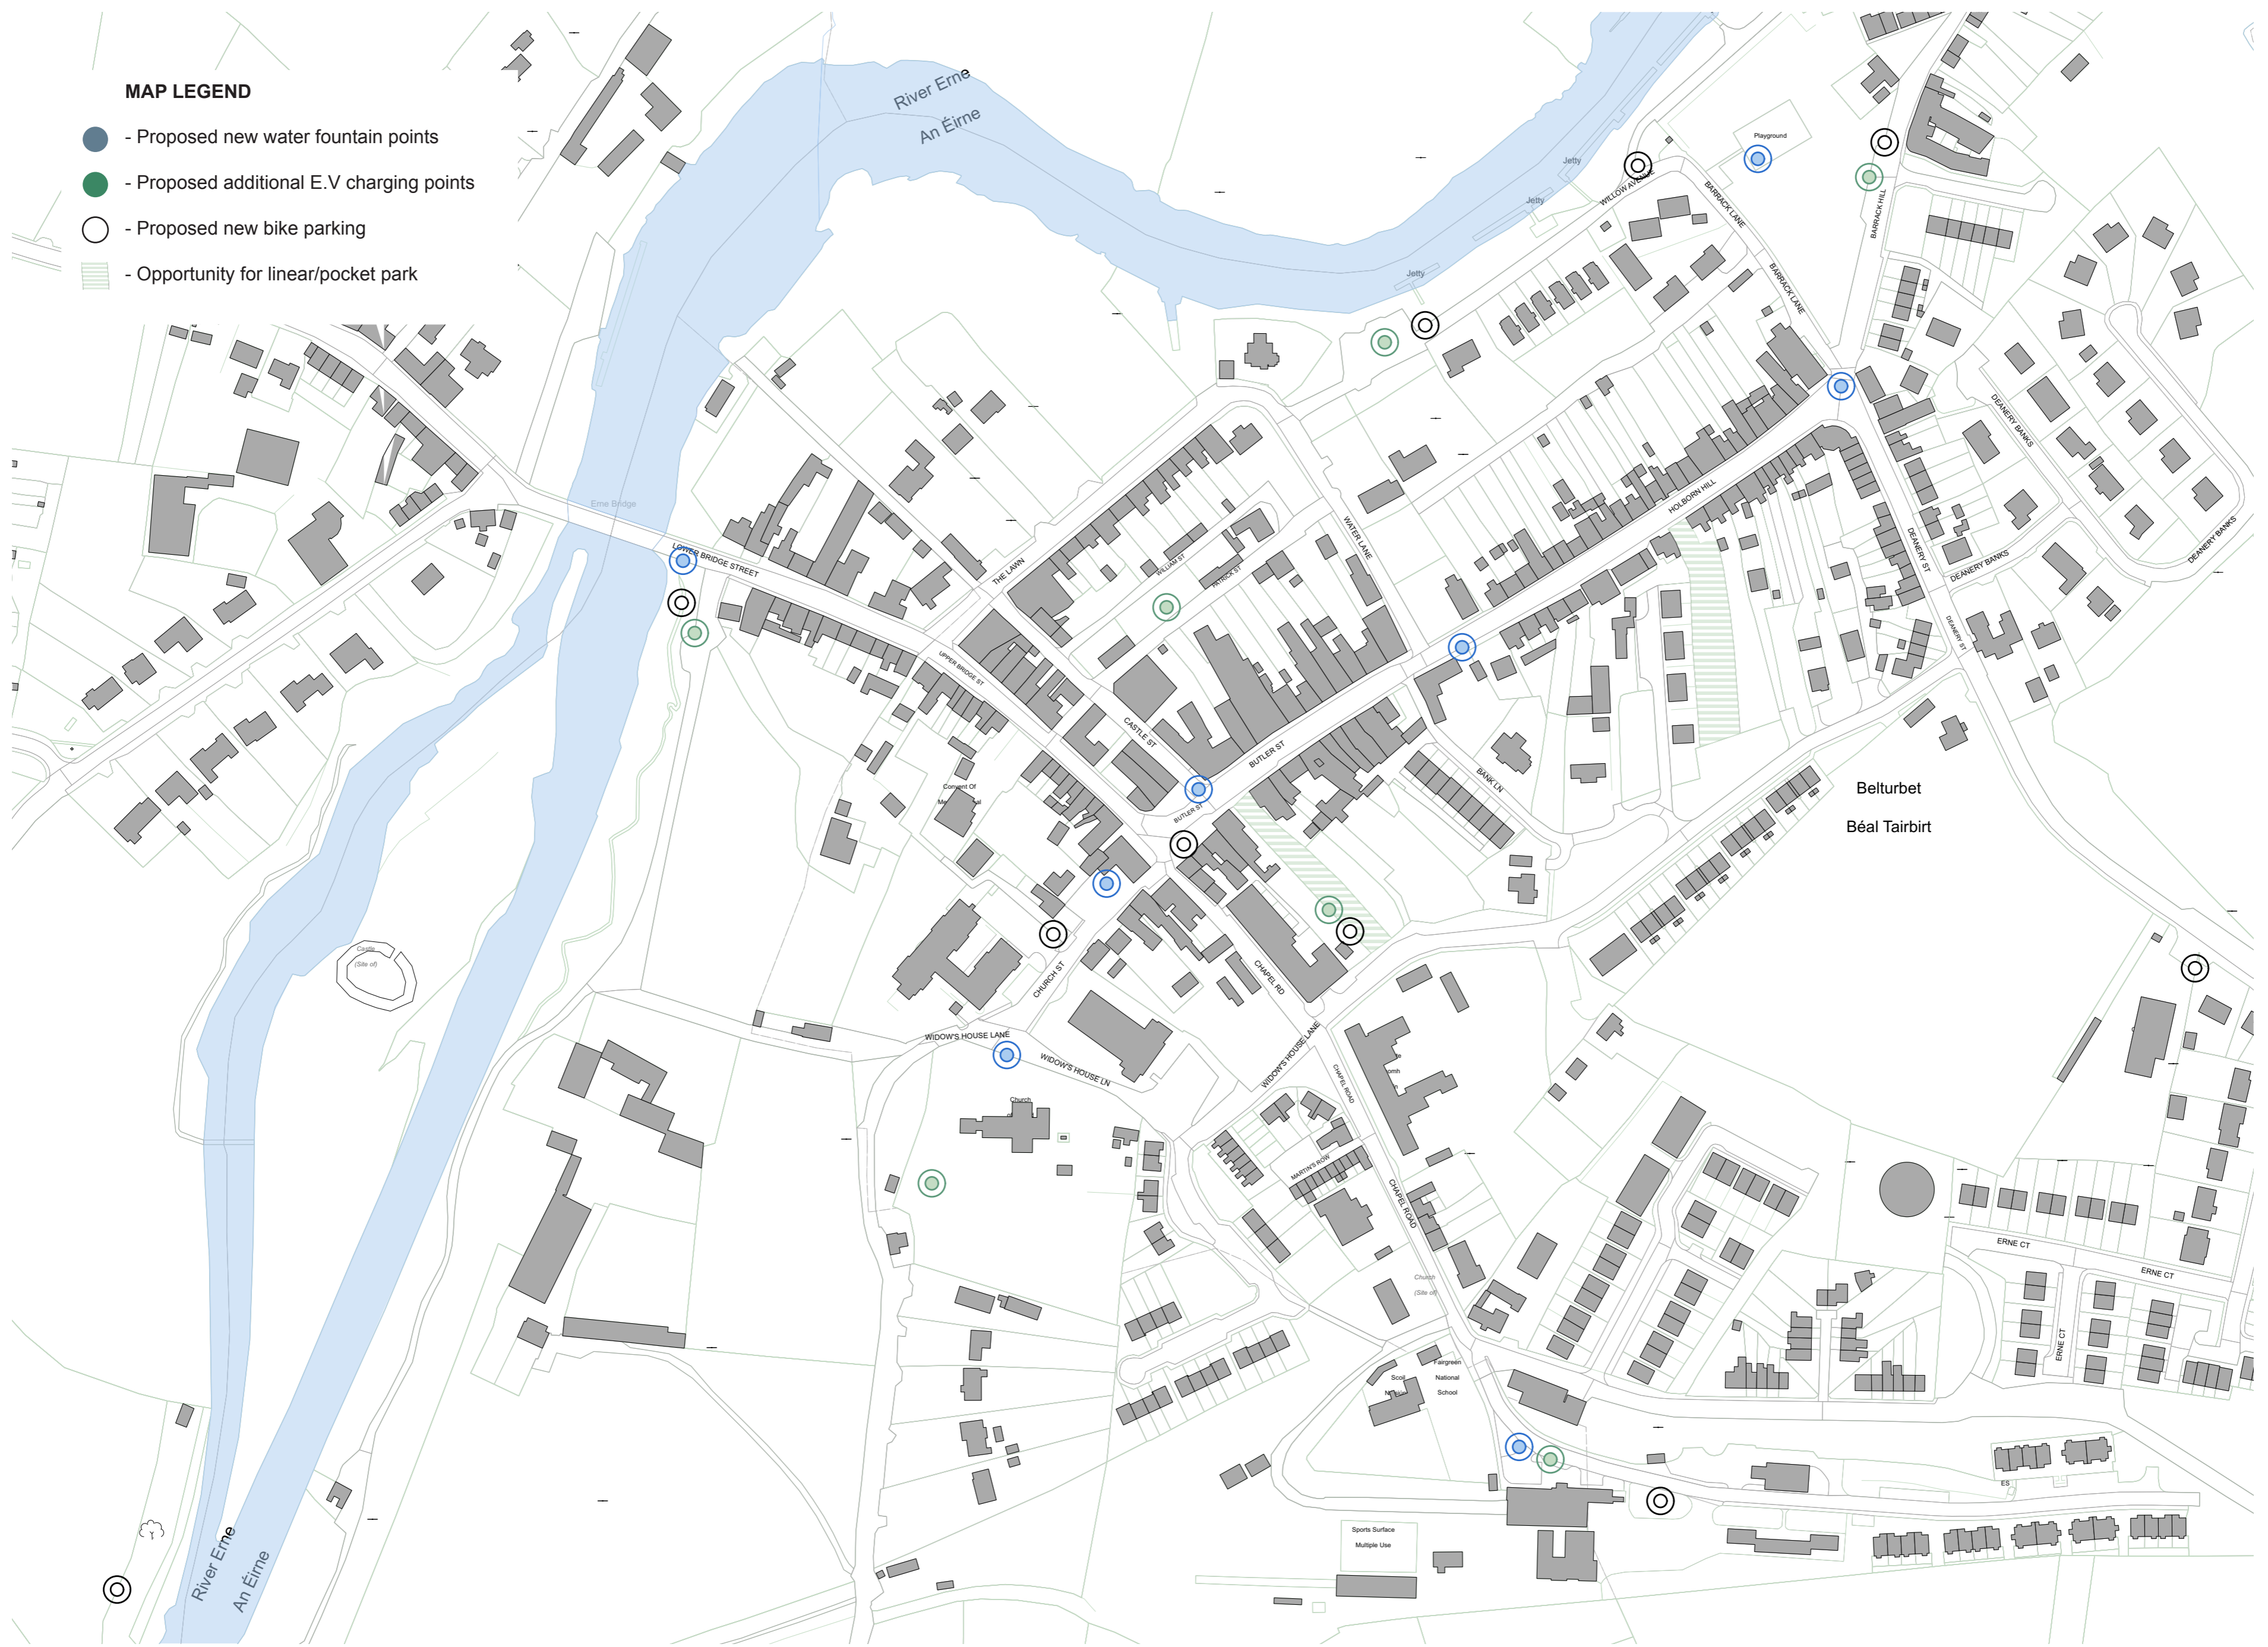 MAP LEGEND
- Proposed new water fountain points
- Proposed additional E.V charging points
- Proposed new bike parking
- Opportunity for linear/pocket park
River Erne
An Éirne
Playground
Jetty
Jetty
Jetty
WILLOW AVENUE
BARRACK LANE
BARRACK LANE
BARRACK HILL
Erne Bridge
LOWER BRIDGE STREET
THE LAWN
WILLIAM ST
PATRICK ST
WATER LANE
HOLBORN HILL
DEANERY BANKS
DEANERY BANKS
DEANERY BANKS
DEANERY ST
DEANERY ST
UPPER BRIDGE ST
CASTLE ST
BUTLER ST
BUTLER ST
BANK LN
Belturbet
Béal Tairbirt
Convent Of
Castle
(Site of)
CHURCH ST
CHAPEL RD
WIDOW'S HOUSE LANE
WIDOW'S HOUSE LN
WIDOW'S HOUSE LANE
CHAPEL ROAD
Church
MARTIN'S ROW
CHAPEL ROAD
Church
(Site of)
ERNE CT
ERNE CT
ERNE CT
Fairgreen
Scoil
National
School
ES
Sports Surface
Multiple Use
River Erne
An Éirne